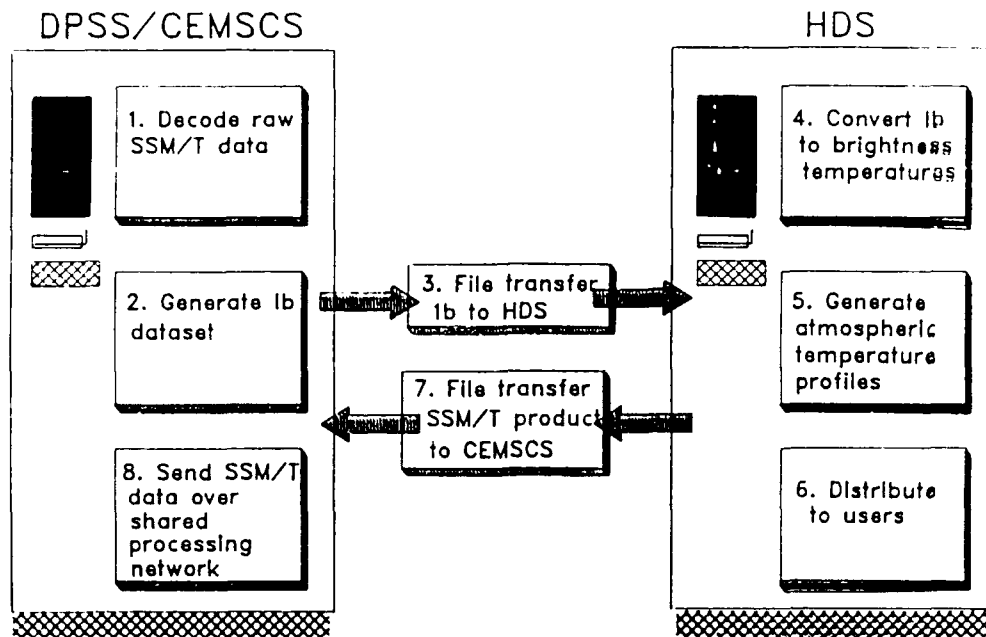 DPSS/CEMSCS
HDS
1. Decode raw
SSM/T data
2. Generate 1b
dataset
3. File transfer
1b to HDS
4. Convert 1b
to brightness
temperatures
5. Generate
atmospheric
temperature
profiles
6. Distribute
to users
7. File transfer
SSM/T product
to CEMSCS
8. Send SSM/T
data over
shared
processing
network